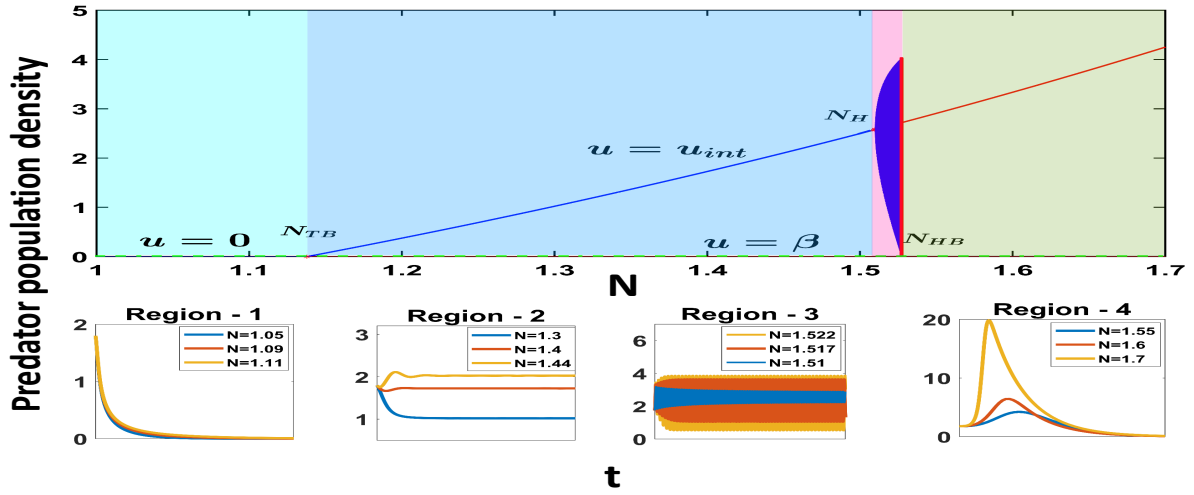 Predator population density
5
4
3
2
1
0
u = 0
N_TB
u = u_int
u = β
N_H
N_HB
1 1.1 1.2 1.3 1.4 1.5 1.6 1.7
N
Region - 1
2
1
0
N=1.05
N=1.09
N=1.11
Region - 2
3
2
1
N=1.3
N=1.4
N=1.44
Region - 3
6
4
2
0
N=1.522
N=1.517
N=1.51
Region - 4
20
10
0
N=1.55
N=1.6
N=1.7
t